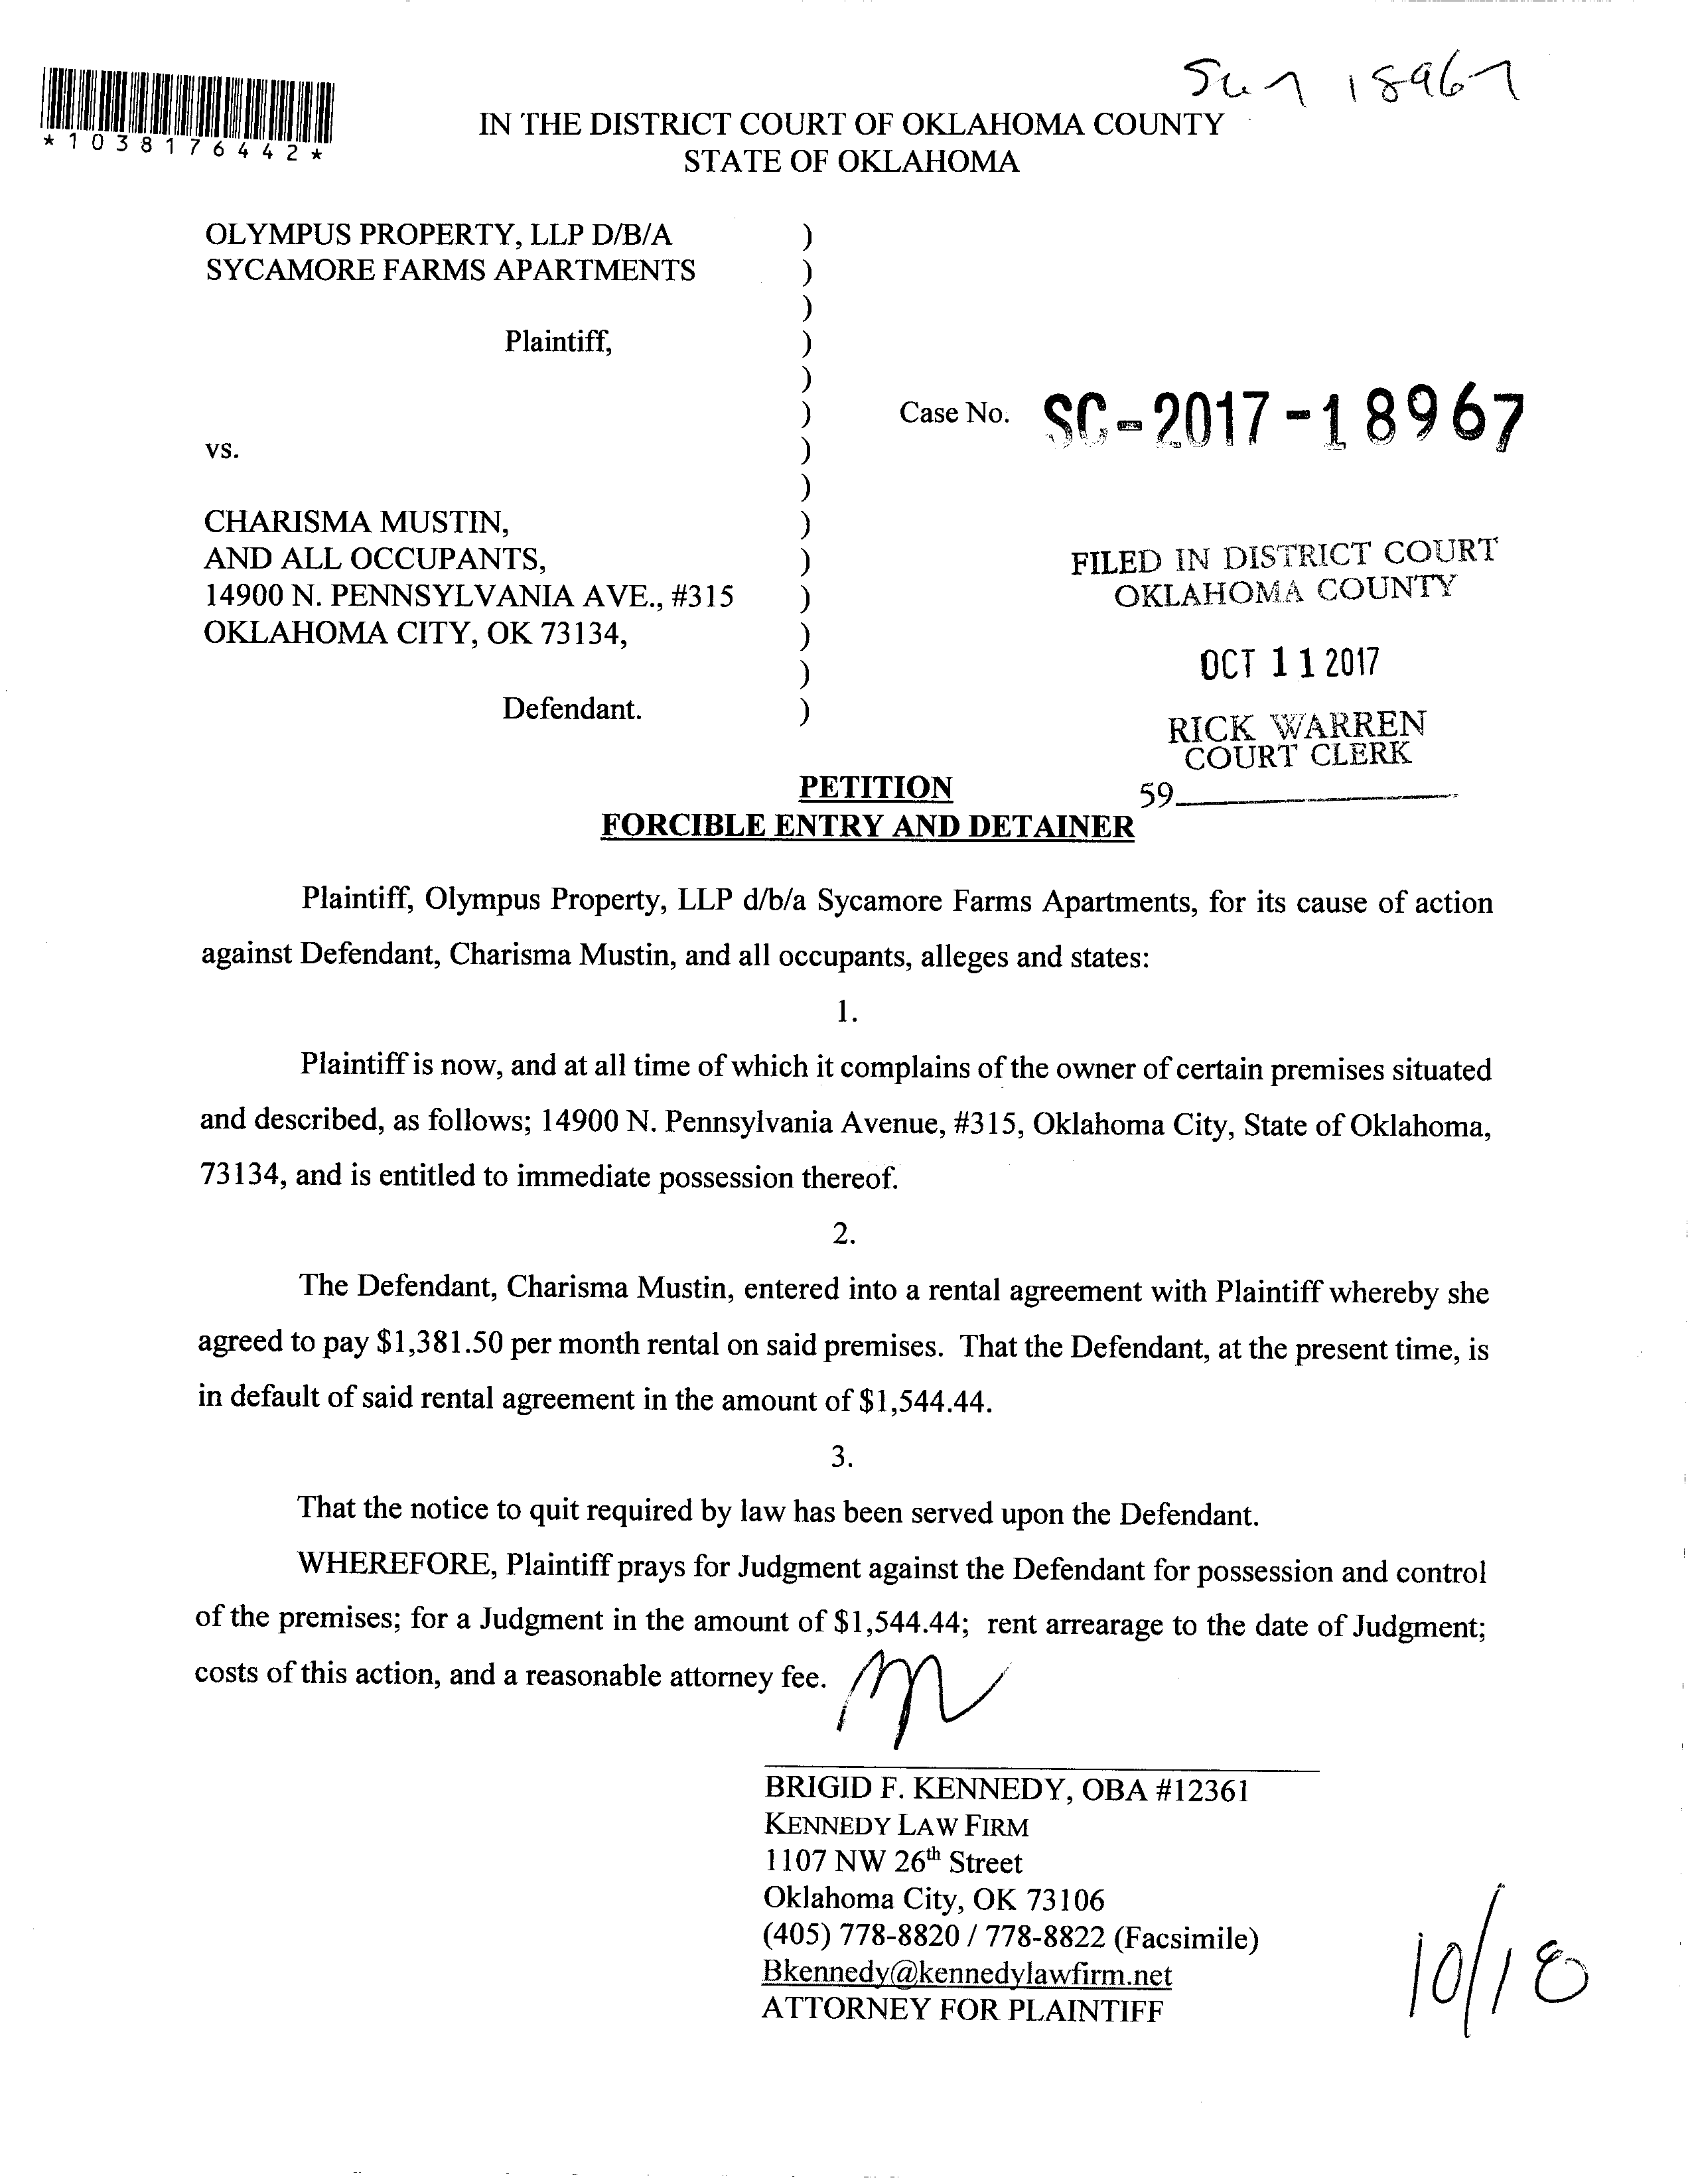 18967
*1038176442*
IN THE DISTRICT COURT OF OKLAHOMA COUNTY
STATE OF OKLAHOMA
OLYMPUS PROPERTY, LLP D/B/A )
SYCAMORE FARMS APARTMENTS )
)
Plaintiff, )
)
) Case No. SC-2017-18967
vs. )
)
CHARISMA MUSTIN, )
AND ALL OCCUPANTS, )
14900 N. PENNSYLVANIA AVE., #315 )
OKLAHOMA CITY, OK 73134, )
)
Defendant. )
FILED IN DISTRICT COURT
OKLAHOMA COUNTY
OCT 11 2017
RICK WARREN
COURT CLERK
59
PETITION
FORCIBLE ENTRY AND DETAINER
Plaintiff, Olympus Property, LLP d/b/a Sycamore Farms Apartments, for its cause of action
against Defendant, Charisma Mustin, and all occupants, alleges and states:
1.
Plaintiff is now, and at all time of which it complains of the owner of certain premises situated
and described, as follows; 14900 N. Pennsylvania Avenue, #315, Oklahoma City, State of Oklahoma,
73134, and is entitled to immediate possession thereof.
2.
The Defendant, Charisma Mustin, entered into a rental agreement with Plaintiff whereby she
agreed to pay $1,381.50 per month rental on said premises. That the Defendant, at the present time, is
in default of said rental agreement in the amount of $1,544.44.
3.
That the notice to quit required by law has been served upon the Defendant.
WHEREFORE, Plaintiff prays for Judgment against the Defendant for possession and control
of the premises; for a Judgment in the amount of $1,544.44; rent arrearage to the date of Judgment;
costs of this action, and a reasonable attorney fee.
BRIGID F. KENNEDY, OBA #12361
KENNEDY LAW FIRM
1107 NW 26th Street
Oklahoma City, OK 73106
(405) 778-8820 / 778-8822 (Facsimile)
Bkennedy@kennedylawfirm.net
ATTORNEY FOR PLAINTIFF
10/18